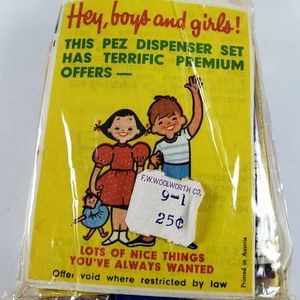 Hey, boys and girls!
THIS PEZ DISPENSER SET
HAS TERRIFIC PREMIUM
OFFERS —
F.W. WOOLWORTH CO.
9-1
25¢
LOTS OF NICE THINGS
YOU'VE ALWAYS WANTED
Offer void where restricted by law
Printed in Austria